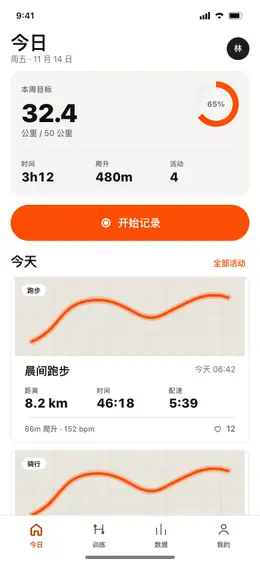 9:41
今日
周五 · 11 月 14 日
林
本周目标
32.4
公里 / 50 公里
65%
时间 爬升 活动
3h12 480m 4
开始记录
今天 全部活动
跑步
晨间跑步 今天 06:42
距离 时间 配速
8.2 km 46:18 5:39
86m 爬升 · 152 bpm 12
骑行
今日 训练 数据 我的